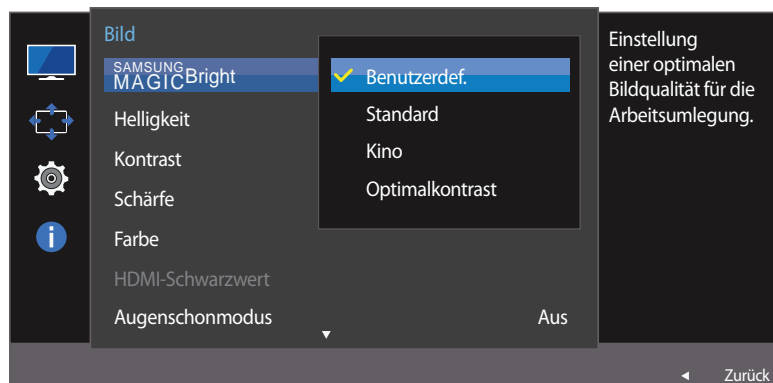 Bild
SAMSUNG
MAGICBright
Helligkeit
Kontrast
Schärfe
Farbe
HDMI-Schwarzwert
Augenschonmodus
Aus
Benutzerdef.
Standard
Kino
Optimalkontrast
Einstellung
einer optimalen
Bildqualität für die
Arbeitsumlegung.
Zurück